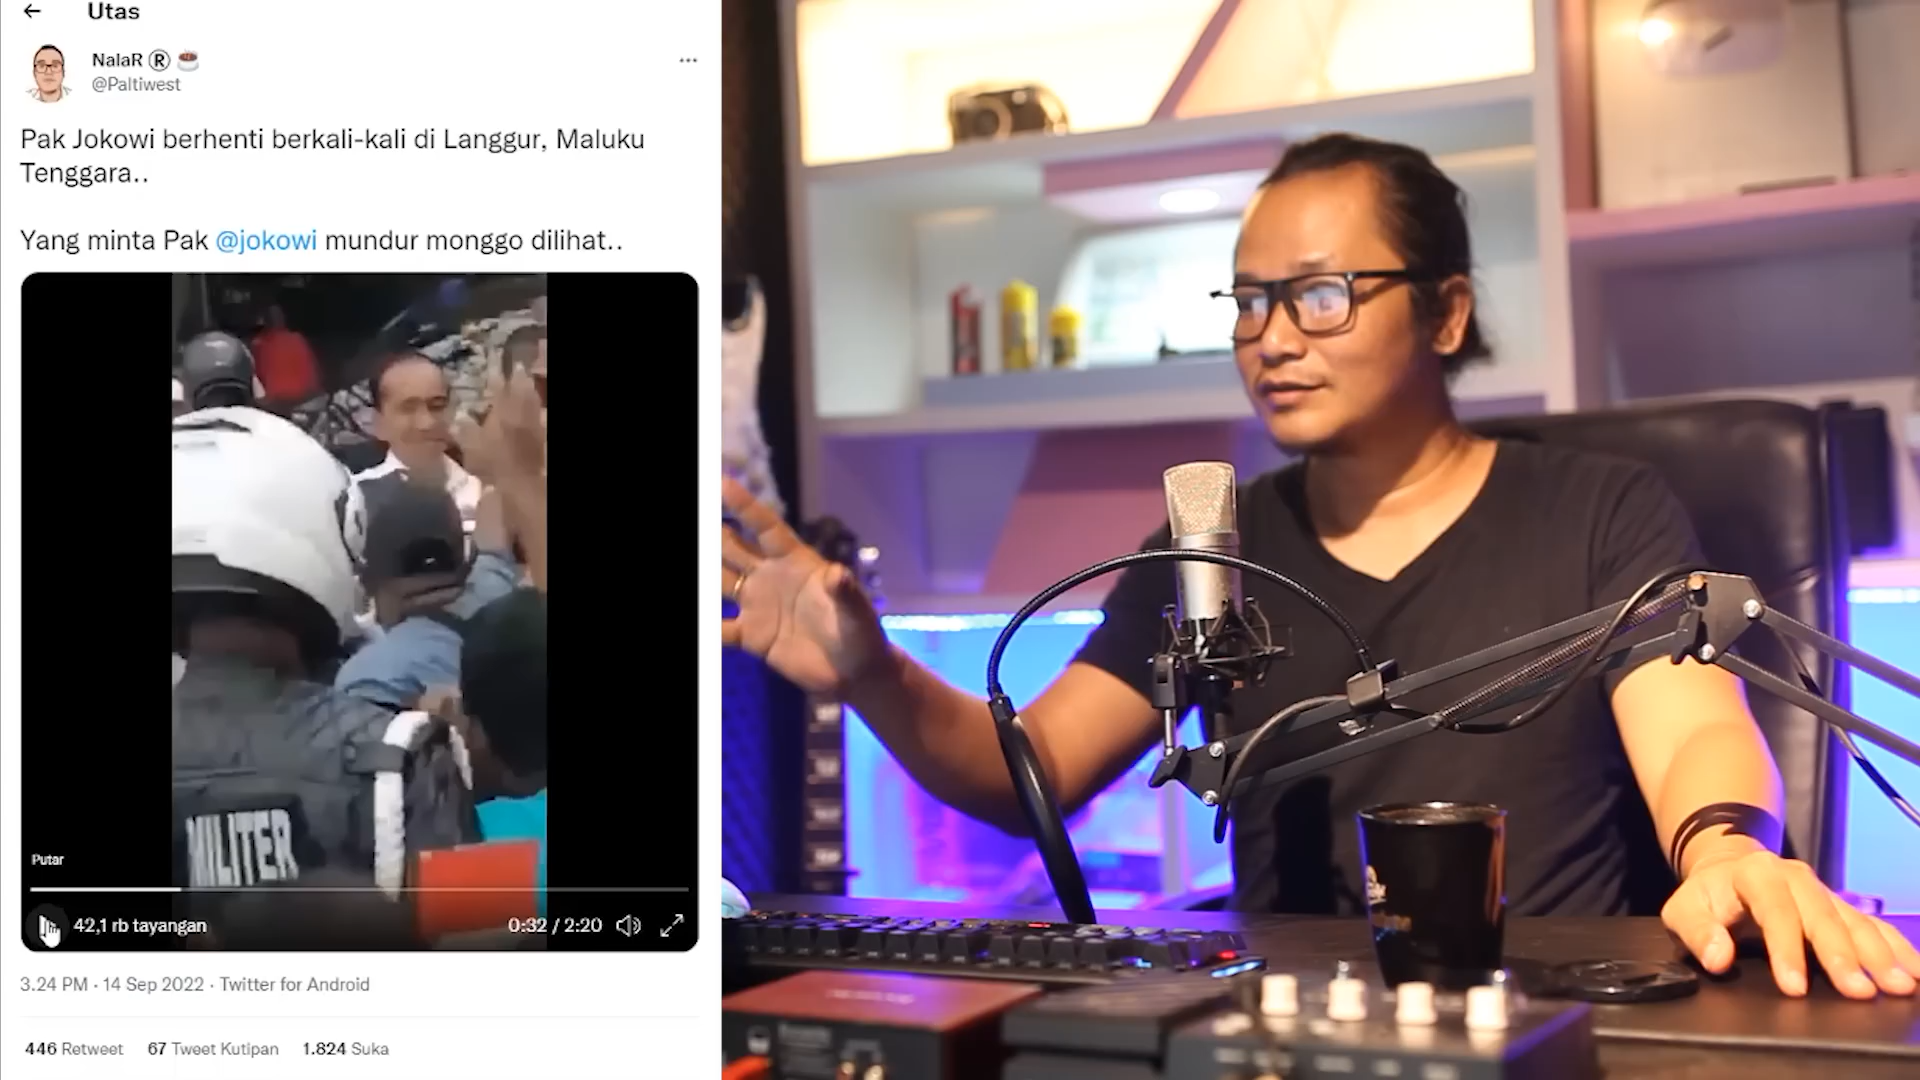 Utas
NalaR Ⓡ ☕
@Paltiwest
Pak Jokowi berhenti berkali-kali di Langgur, Maluku
Tenggara..
Yang minta Pak @jokowi mundur monggo dilihat..
MILITER
Putar
42,1 rb tayangan
0:32 / 2:20
3.24 PM · 14 Sep 2022 · Twitter for Android
446 Retweet 67 Tweet Kutipan 1.824 Suka